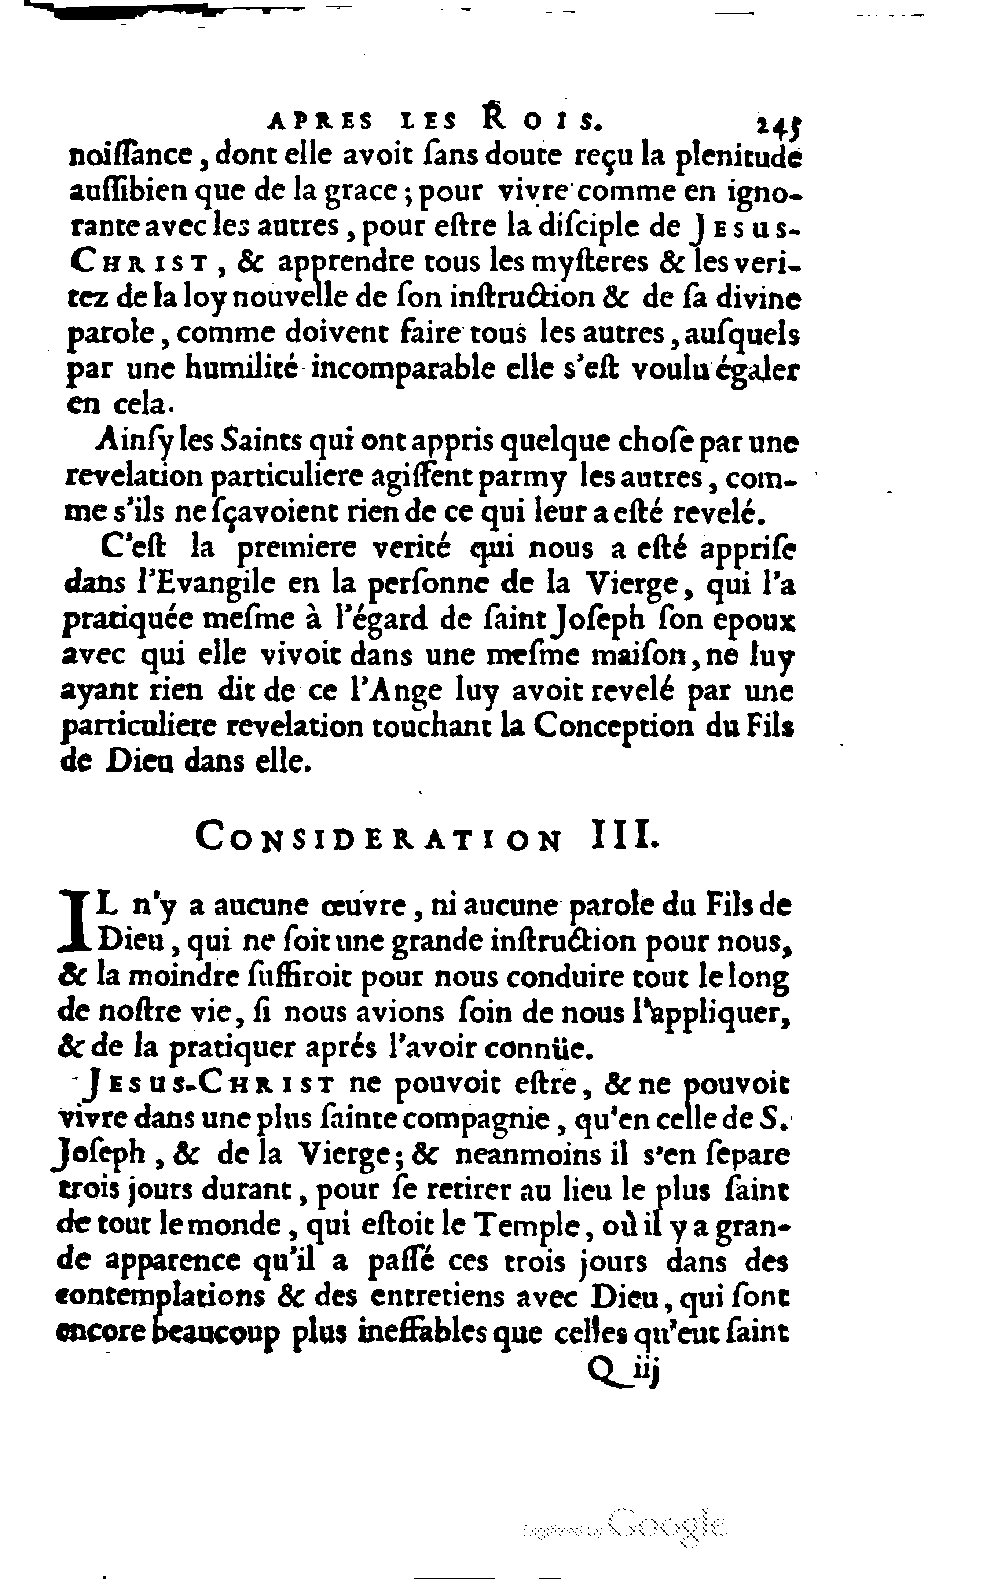 APRES LES ROIS. 245
noiſſance, dont elle avoit ſans doute reçu la plenitude
auſſibien que de la grace; pour vivre comme en igno-
rante avec les autres, pour eſtre la diſciple de JESUS-
CHRIST, & apprendre tous les myſteres & les veri-
tez de la loy nouvelle de ſon inſtruction & de ſa divine
parole, comme doivent faire tous les autres, auſquels
par une humilité incomparable elle s'eſt voulu égaler
en cela.
Ainſy les Saints qui ont appris quelque choſe par une
revelation particuliere agiſſent parmy les autres, com-
me s'ils ne ſçavoient rien de ce qui leur a eſté revelé.
C'eſt la premiere verité qui nous a eſté appriſe
dans l'Evangile en la perſonne de la Vierge, qui l'a
pratiquée meſme à l'égard de ſaint Joſeph ſon epoux
avec qui elle vivoit dans une meſme maiſon, ne luy
ayant rien dit de ce l'Ange luy avoit revelé par une
particuliere revelation touchant la Conception du Fils
de Dieu dans elle.
CONSIDERATION III.
IL n'y a aucune œuvre, ni aucune parole du Fils de
Dieu, qui ne ſoit une grande inſtruction pour nous,
& la moindre ſuffiroit pour nous conduire tout le long
de noſtre vie, ſi nous avions ſoin de nous l'appliquer,
& de la pratiquer aprés l'avoir connüe.
JESUS-CHRIST ne pouvoit eſtre, & ne pouvoit
vivre dans une plus ſainte compagnie, qu'en celle de S.
Joſeph, & de la Vierge; & neanmoins il s'en ſepare
trois jours durant, pour ſe retirer au lieu le plus ſaint
de tout le monde, qui eſtoit le Temple, où il y a gran-
de apparence qu'il a paſſé ces trois jours dans des
contemplations & des entretiens avec Dieu, qui ſont
encore beaucoup plus ineffables que celles qu'eut ſaint
Q iij
Digitized by Google